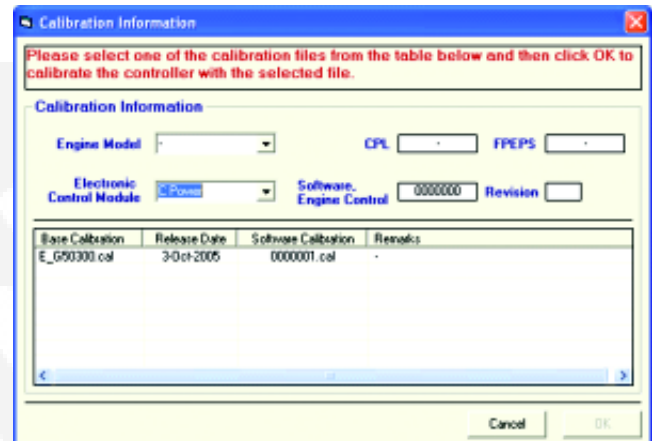 Calibration Information
Please select one of the calibration files from the table below and then click OK to
calibrate the controller with the selected file.
Calibration Information
Engine Model - CPL - FPEPS -
Electronic Control Module C Power Software, Engine Control 0000000 Revision
Base Calibration Release Date Software Calibration Remarks
E_G50300.cal 3-Oct-2005 0000001.cal -
Cancel OK